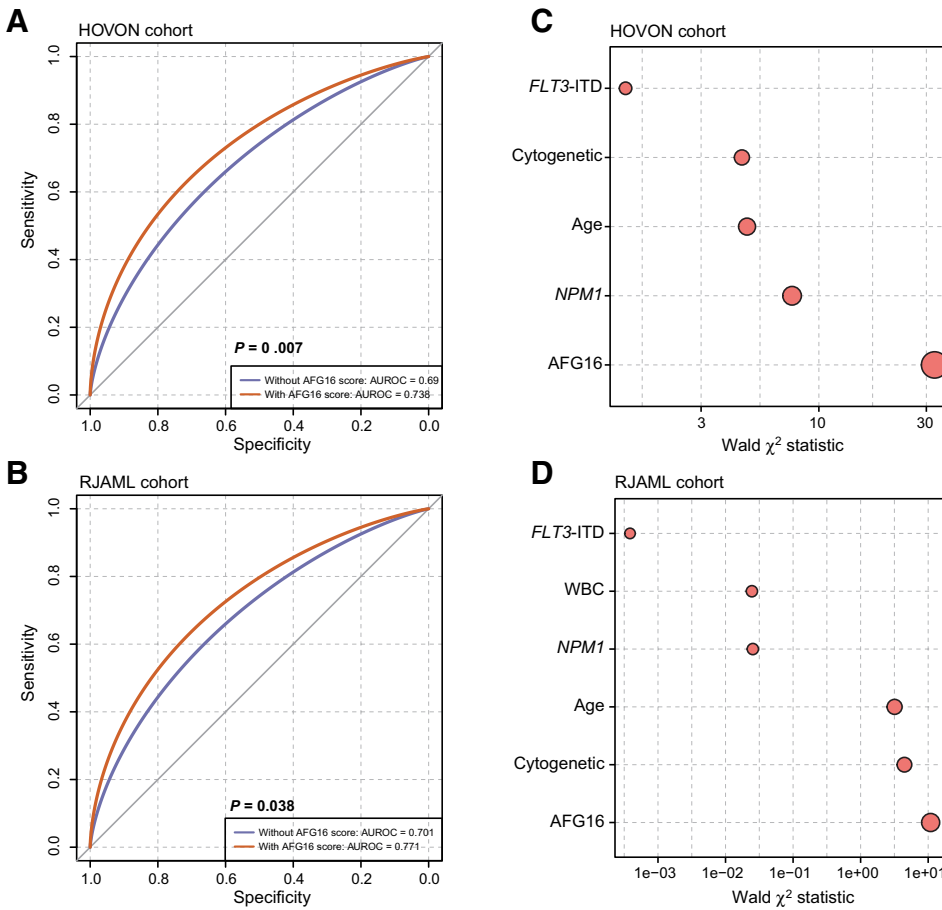 A
HOVON cohort
Sensitivity
1.0
0.8
0.6
0.4
0.2
0.0
P = 0 .007
Without AFG16 score: AUROC = 0.69
With AFG16 score: AUROC = 0.738
1.0 0.8 0.6 0.4 0.2 0.0
Specificity
B
RJAML cohort
Sensitivity
1.0
0.8
0.6
0.4
0.2
0.0
P = 0.038
Without AFG16 score: AUROC = 0.701
With AFG16 score: AUROC = 0.771
1.0 0.8 0.6 0.4 0.2 0.0
Specificity
C
HOVON cohort
FLT3-ITD
Cytogenetic
Age
NPM1
AFG16
3 10 30
Wald χ² statistic
D
RJAML cohort
FLT3-ITD
WBC
NPM1
Age
Cytogenetic
AFG16
1e−03 1e−02 1e−01 1e+00 1e+01
Wald χ² statistic